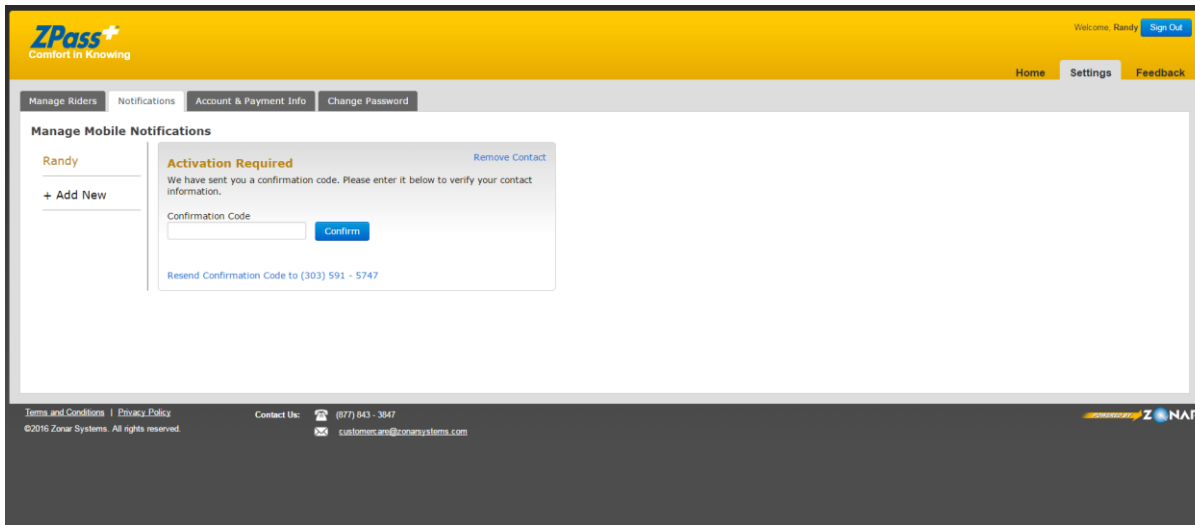 ZPass+
Comfort in Knowing
Welcome, Randy Sign Out
Home Settings Feedback
Manage Riders Notifications Account & Payment Info Change Password
Manage Mobile Notifications
Randy
+ Add New
Activation Required
Remove Contact
We have sent you a confirmation code. Please enter it below to verify your contact
information.
Confirmation Code
Confirm
Resend Confirmation Code to (303) 591 - 5747
Terms and Conditions | Privacy Policy
©2016 Zonar Systems. All rights reserved.
Contact Us: (877) 843 - 3847
customercare@zonarsystems.com
POWERED BY ZONAR